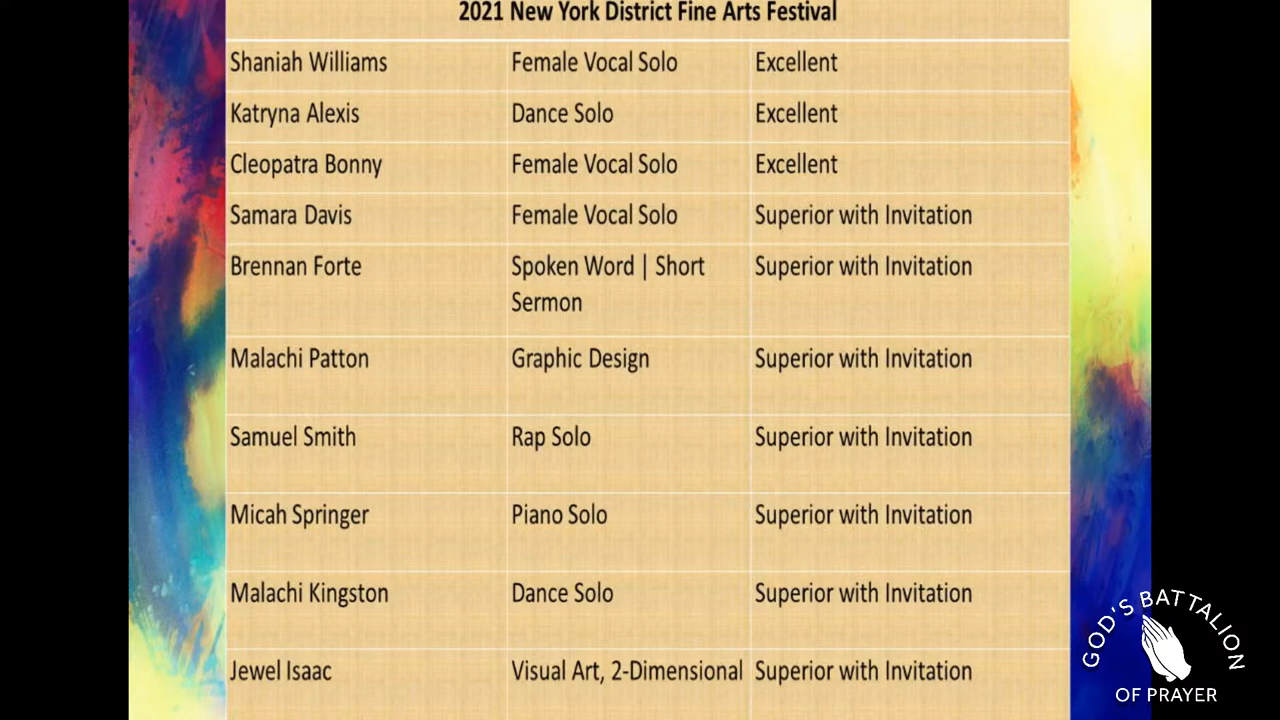 2021 New York District Fine Arts Festival
Shaniah Williams Female Vocal Solo Excellent
Katryna Alexis Dance Solo Excellent
Cleopatra Bonny Female Vocal Solo Excellent
Samara Davis Female Vocal Solo Superior with Invitation
Brennan Forte Spoken Word | Short Superior with Invitation
Sermon
Malachi Patton Graphic Design Superior with Invitation
Samuel Smith Rap Solo Superior with Invitation
Micah Springer Piano Solo Superior with Invitation
Malachi Kingston Dance Solo Superior with Invitation
Jewel Isaac Visual Art, 2-Dimensional Superior with Invitation
GOD'S BATTALION
OF PRAYER